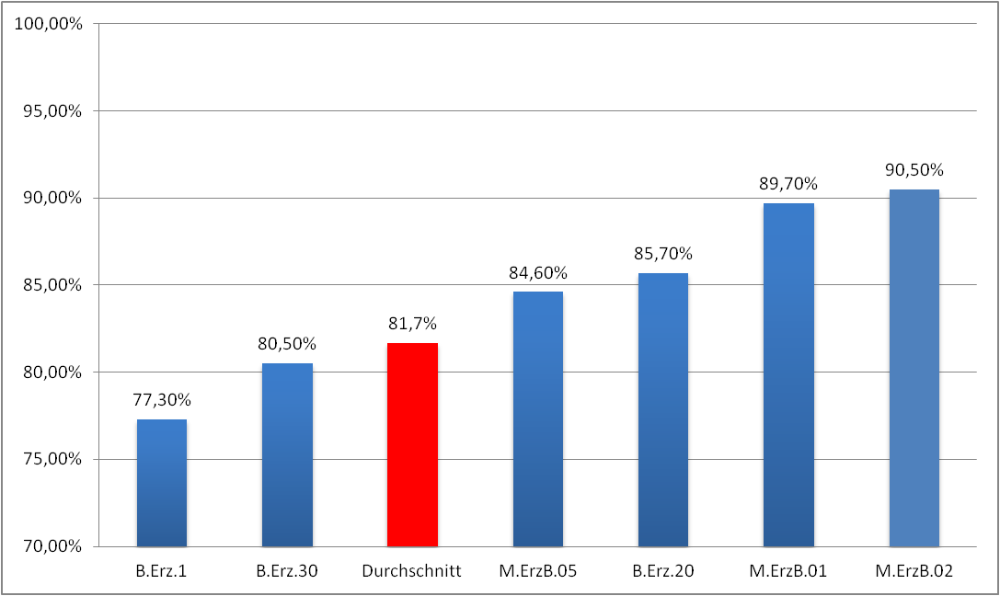 100,00%
95,00%
90,00%
85,00%
80,00%
75,00%
70,00%
77,30%
80,50%
81,7%
84,60%
85,70%
89,70%
90,50%
B.Erz.1
B.Erz.30
Durchschnitt
M.ErzB.05
B.Erz.20
M.ErzB.01
M.ErzB.02